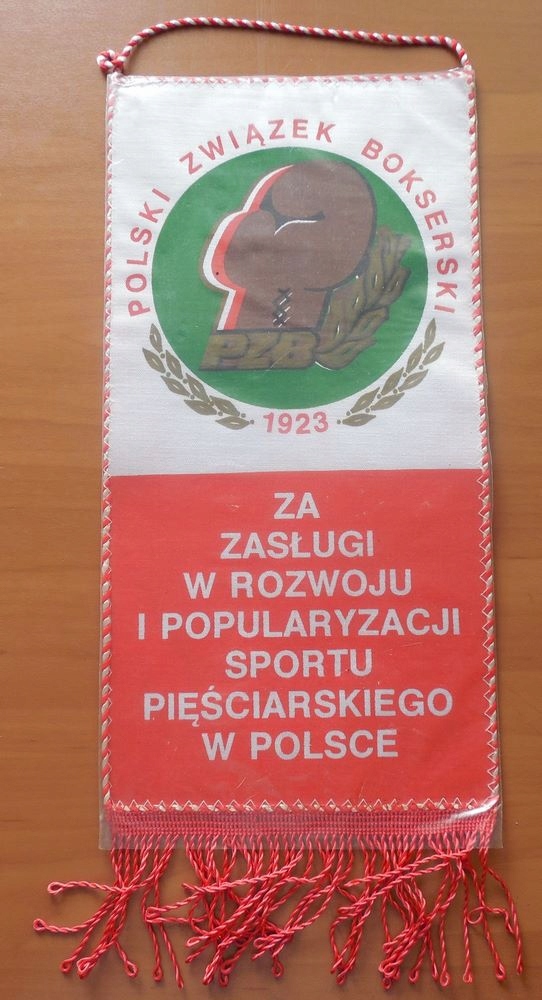 POLSKI ZWIĄZEK BOKSERSKI
PZB
1923
ZA
ZASŁUGI
W ROZWOJU
I POPULARYZACJI
SPORTU
PIĘŚCIARSKIEGO
W POLSCE